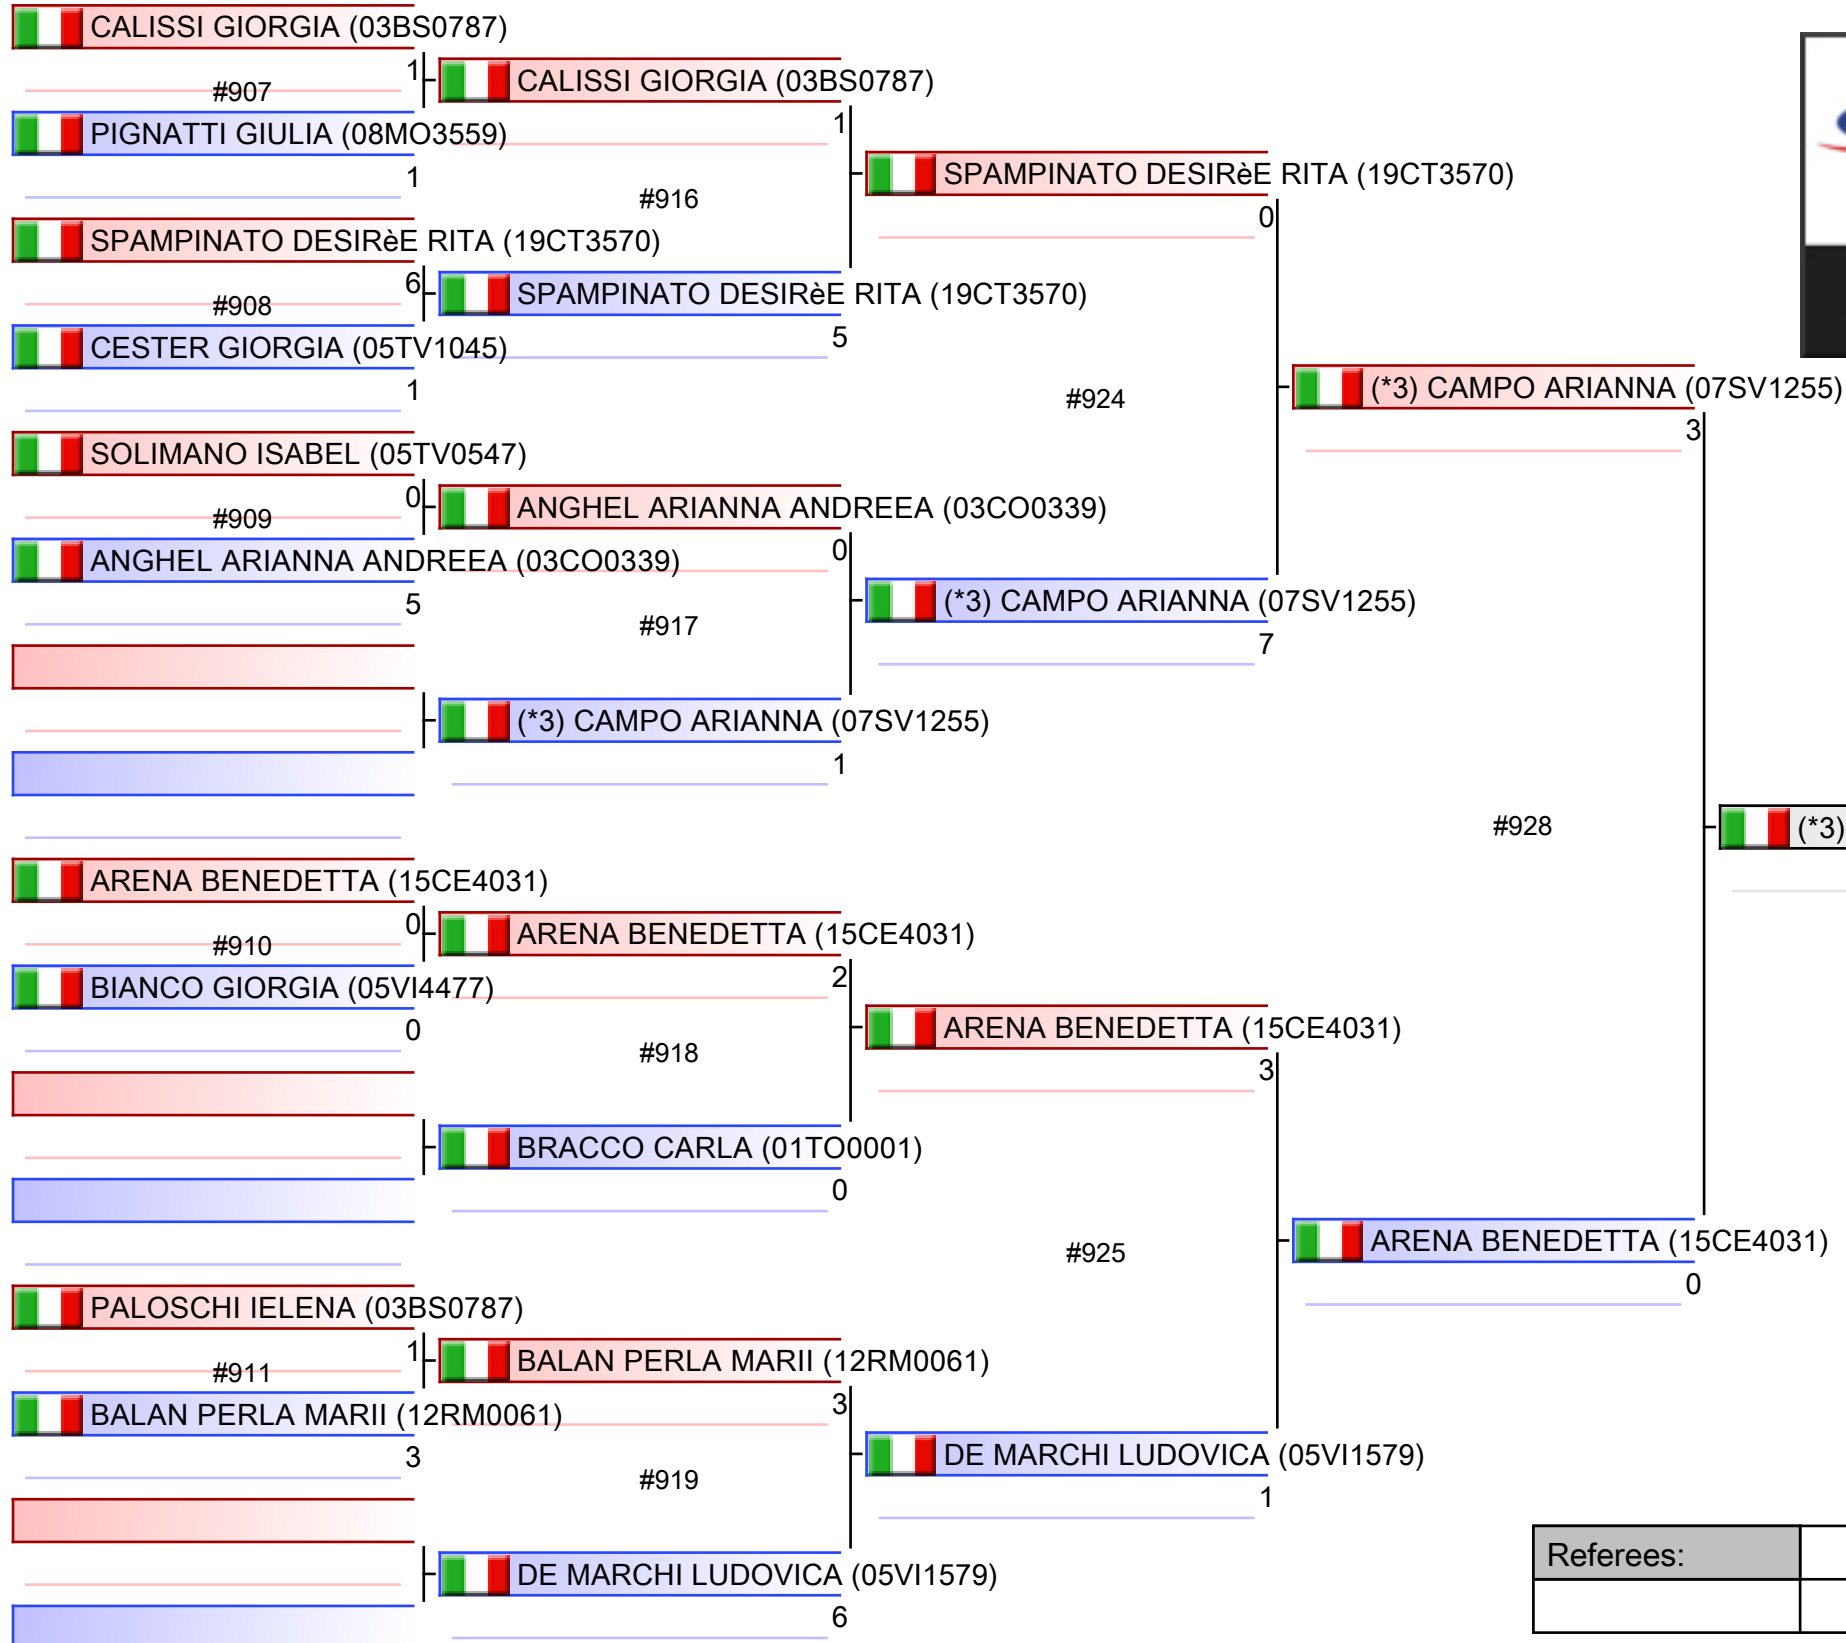 CALISSI GIORGIA (03BS0787)
1
#907
PIGNATTI GIULIA (08MO3559)
1
SPAMPINATO DESIRèE RITA (19CT3570)
6
#908
CESTER GIORGIA (05TV1045)
1
SOLIMANO ISABEL (05TV0547)
0
#909
ANGHEL ARIANNA ANDREEA (03CO0339)
5
ARENA BENEDETTA (15CE4031)
0
#910
BIANCO GIORGIA (05VI4477)
0
PALOSCHI IELENA (03BS0787)
1
#911
BALAN PERLA MARII (12RM0061)
3
CALISSI GIORGIA (03BS0787)
1
#916
SPAMPINATO DESIRèE RITA (19CT3570)
5
ANGHEL ARIANNA ANDREEA (03CO0339)
0
#917
(*3) CAMPO ARIANNA (07SV1255)
1
ARENA BENEDETTA (15CE4031)
2
#918
BRACCO CARLA (01TO0001)
0
BALAN PERLA MARII (12RM0061)
3
#919
DE MARCHI LUDOVICA (05VI1579)
6
SPAMPINATO DESIRèE RITA (19CT3570)
0
#924
(*3) CAMPO ARIANNA (07SV1255)
7
ARENA BENEDETTA (15CE4031)
3
#925
DE MARCHI LUDOVICA (05VI1579)
1
(*3) CAMPO ARIANNA (07SV1255)
3
#928
ARENA BENEDETTA (15CE4031)
0
(*3)
Referees: